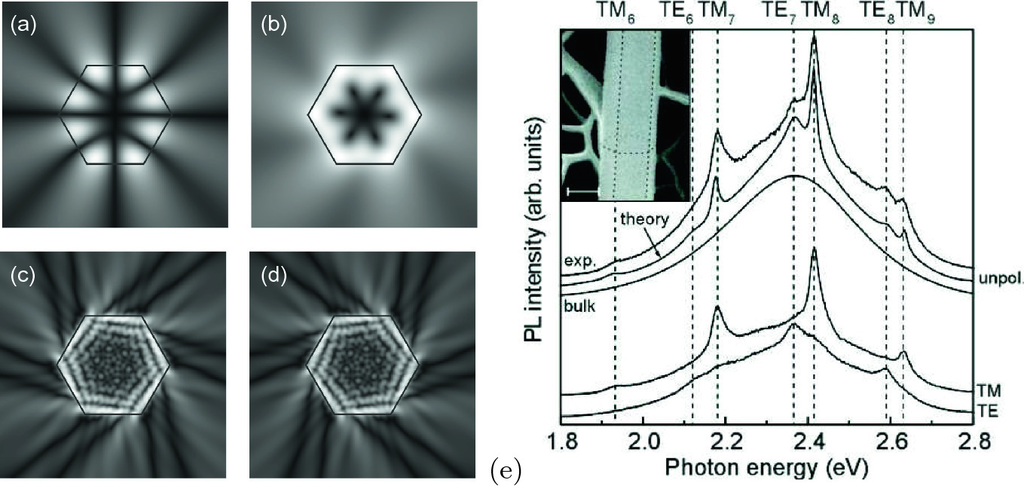 (a)
(b)
(c)
(d)
(e)
TM6 TE6 TM7 TE7 TM8 TE8 TM9
PL intensity (arb. units)
theory
exp.
unpol.
bulk
TM
TE
1.8 2.0 2.2 2.4 2.6 2.8
Photon energy (eV)